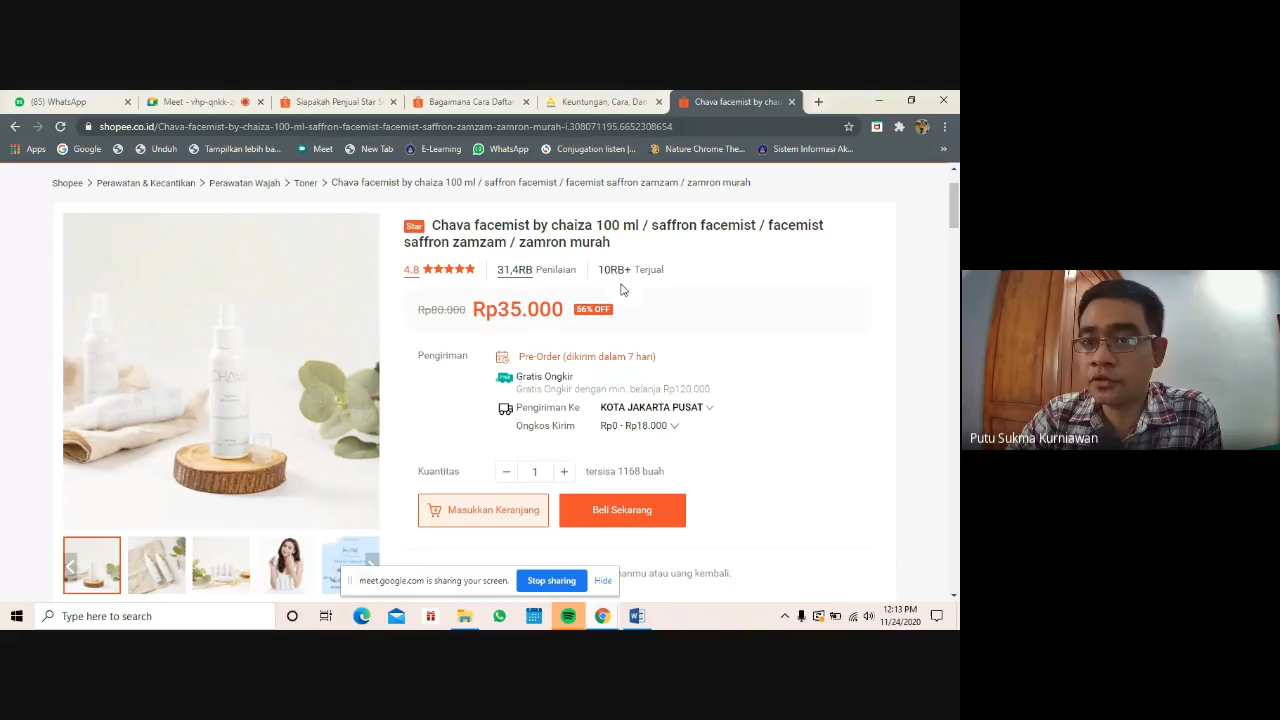 (85) WhatsApp
Meet - vhp-qnkk-z
Siapakah Penjual Star S
Bagaimana Cara Daftar
Keuntungan, Cara, Dan
Chava facemist by chai
shopee.co.id/Chava-facemist-by-chaiza-100-ml-saffron-facemist-facemist-saffron-zamzam-zamron-murah-i.308071195.6652308654
Apps
Google
Unduh
Tampilkan lebih ba...
Meet
New Tab
E-Learning
WhatsApp
Conjugation listen |...
Nature Chrome The...
Sistem Informasi Ak...
Shopee > Perawatan & Kecantikan > Perawatan Wajah > Toner > Chava facemist by chaiza 100 ml / saffron facemist / facemist saffron zamzam / zamron murah
Star Chava facemist by chaiza 100 ml / saffron facemist / facemist
saffron zamzam / zamron murah
4.8 31,4RB Penilaian 10RB+ Terjual
Rp80.000 Rp35.000 56% OFF
Pengiriman Pre-Order (dikirim dalam 7 hari)
Gratis Ongkir
Gratis Ongkir dengan min. belanja Rp120.000
Pengiriman Ke KOTA JAKARTA PUSAT
Ongkos Kirim Rp0 - Rp18.000
Kuantitas − 1 + tersisa 1168 buah
Masukkan Keranjang Beli Sekarang
CHAVA
atau uang kembali.
meet.google.com is sharing your screen. Stop sharing Hide
Type here to search
12:13 PM
11/24/2020
Putu Sukma Kurniawan